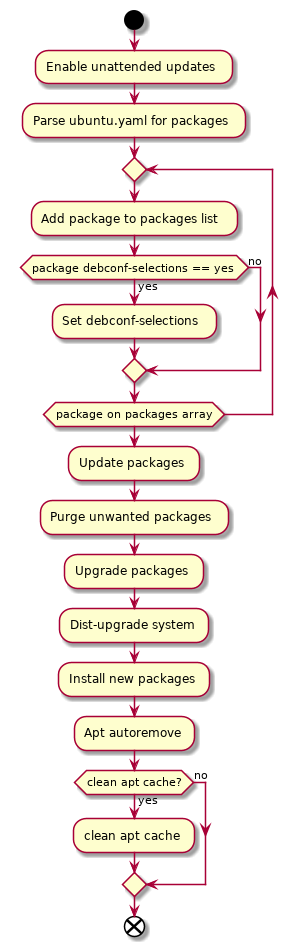 Enable unattended updates
Parse ubuntu.yaml for packages
Add package to packages list
package debconf-selections == yes
no
yes
Set debconf-selections
package on packages array
Update packages
Purge unwanted packages
Upgrade packages
Dist-upgrade system
Install new packages
Apt autoremove
clean apt cache?
no
yes
clean apt cache